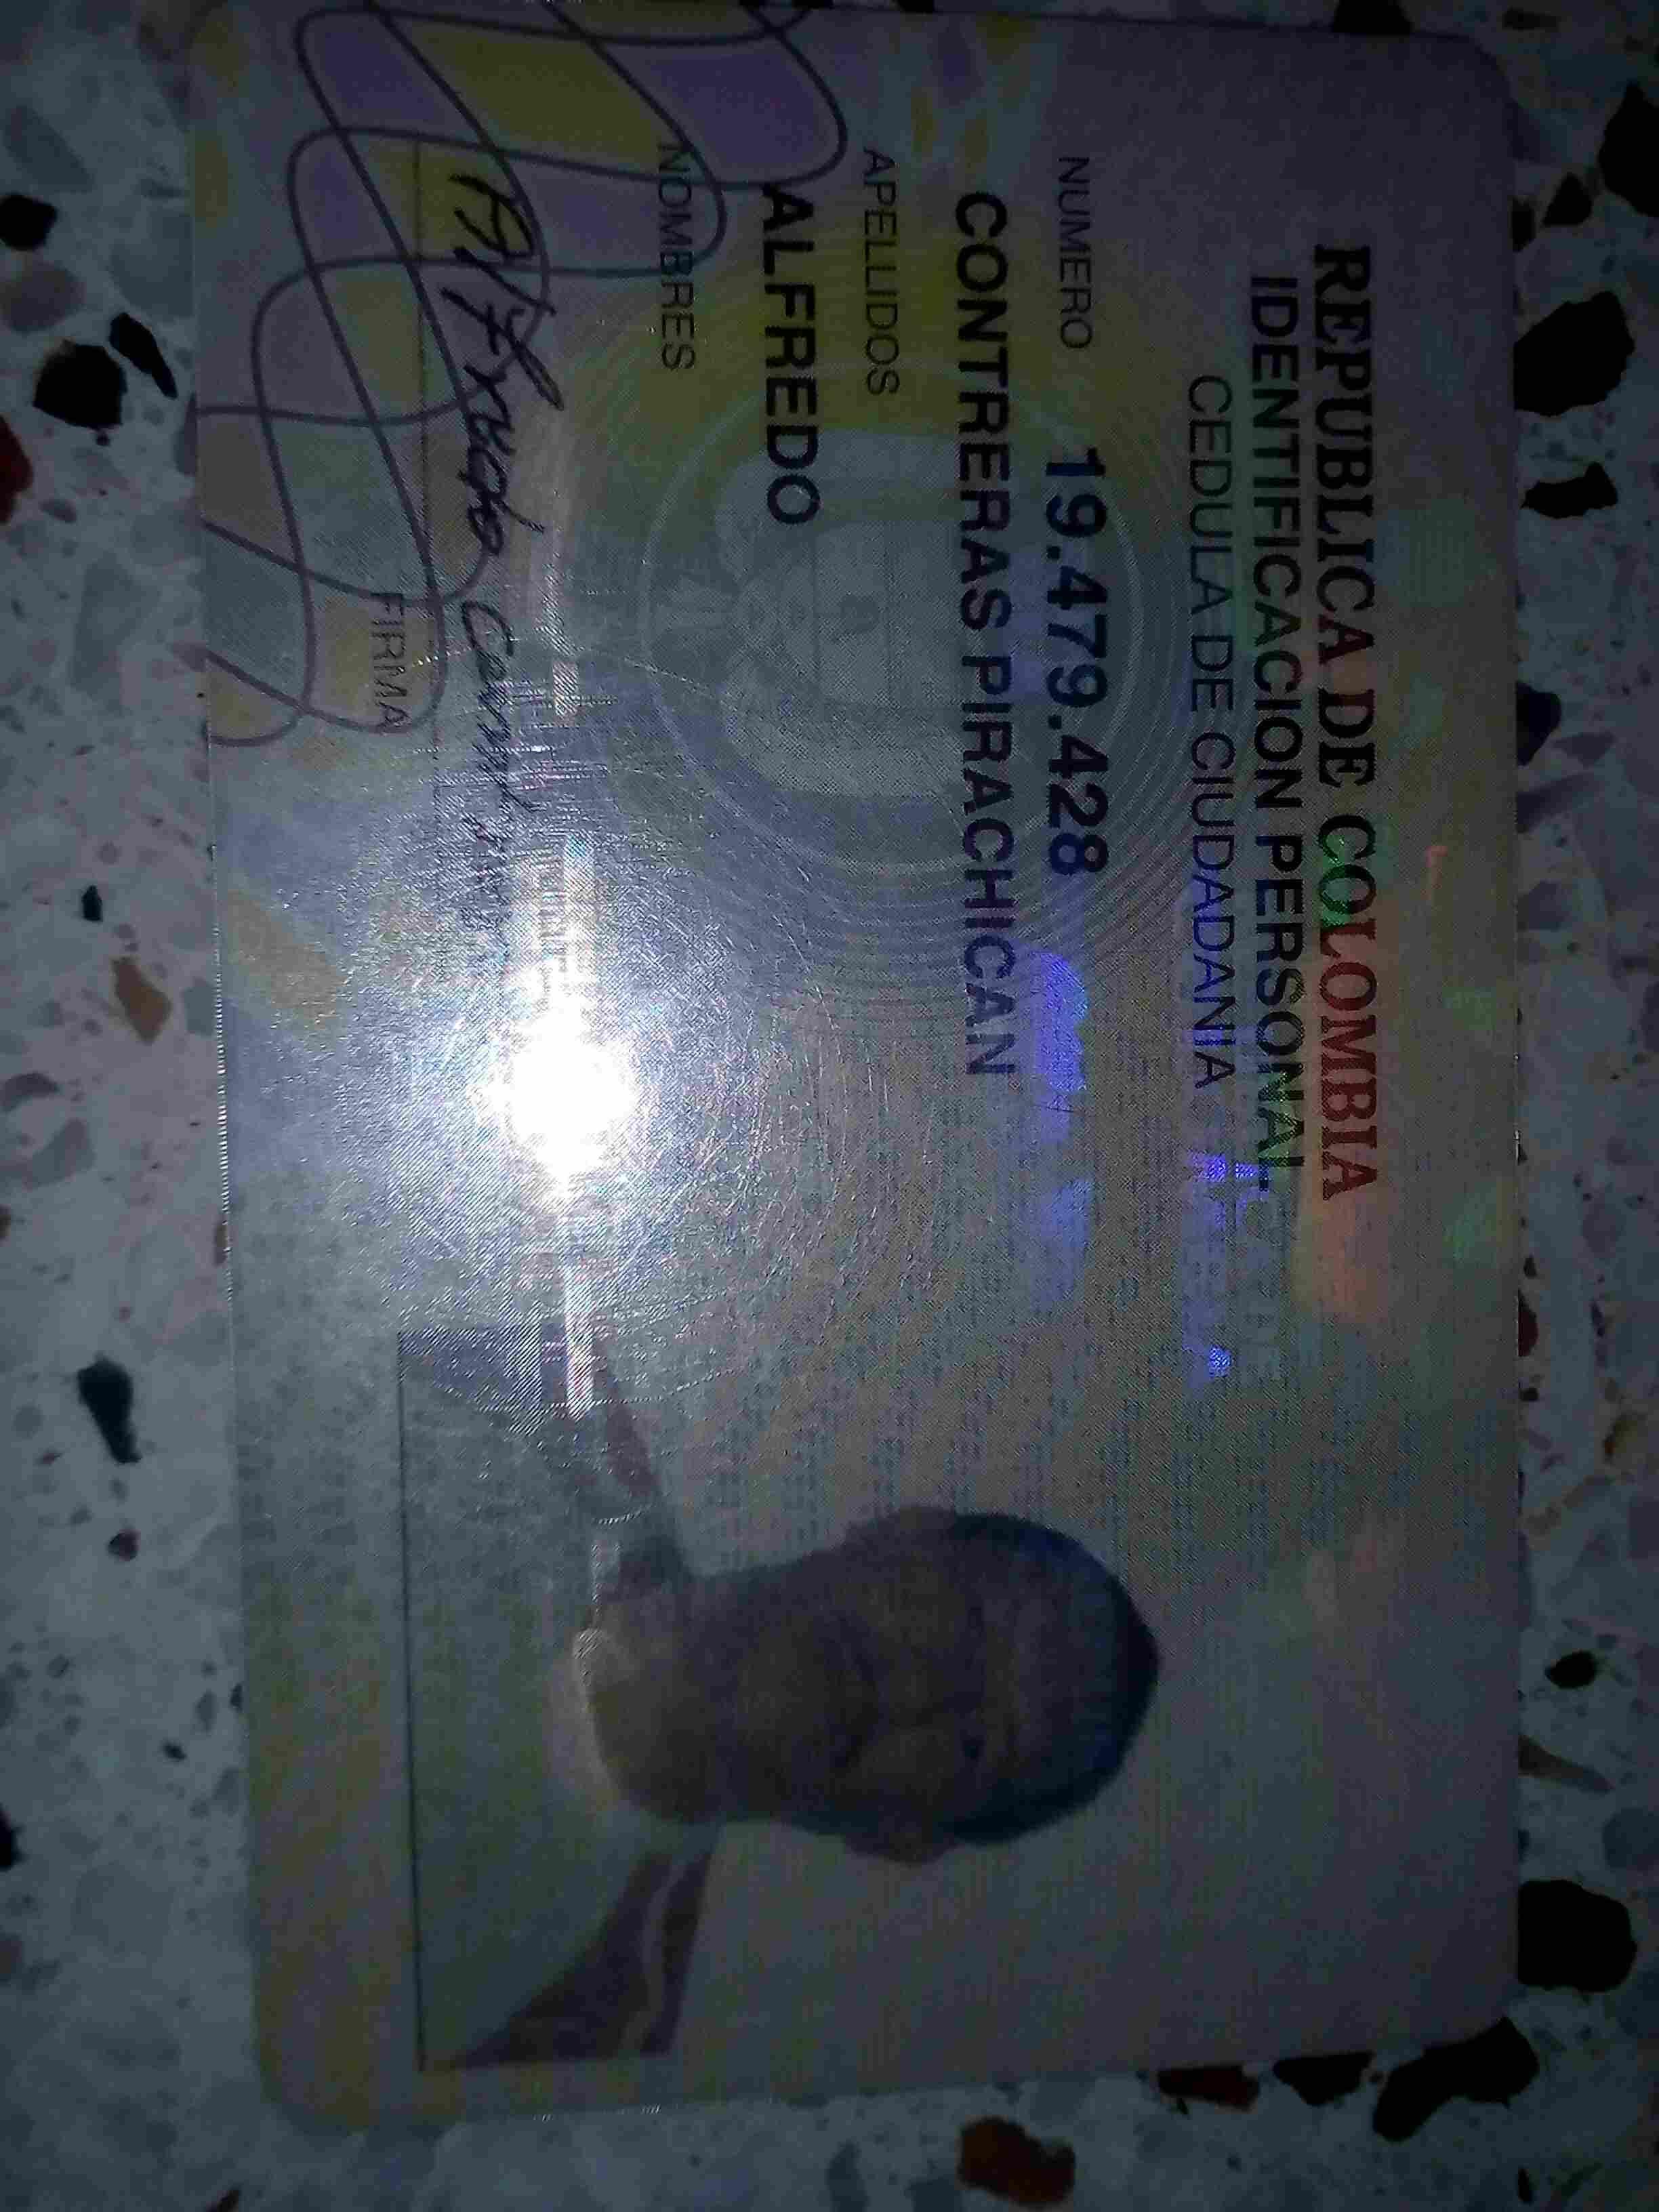 REPUBLICA DE COLOMBIA
IDENTIFICACION PERSONAL
CEDULA DE CIUDADANIA
NUMERO 19.479.428
CONTRERAS PIRACHICAN
APELLIDOS
ALFREDO
NOMBRES
Alfredo
FIRMA